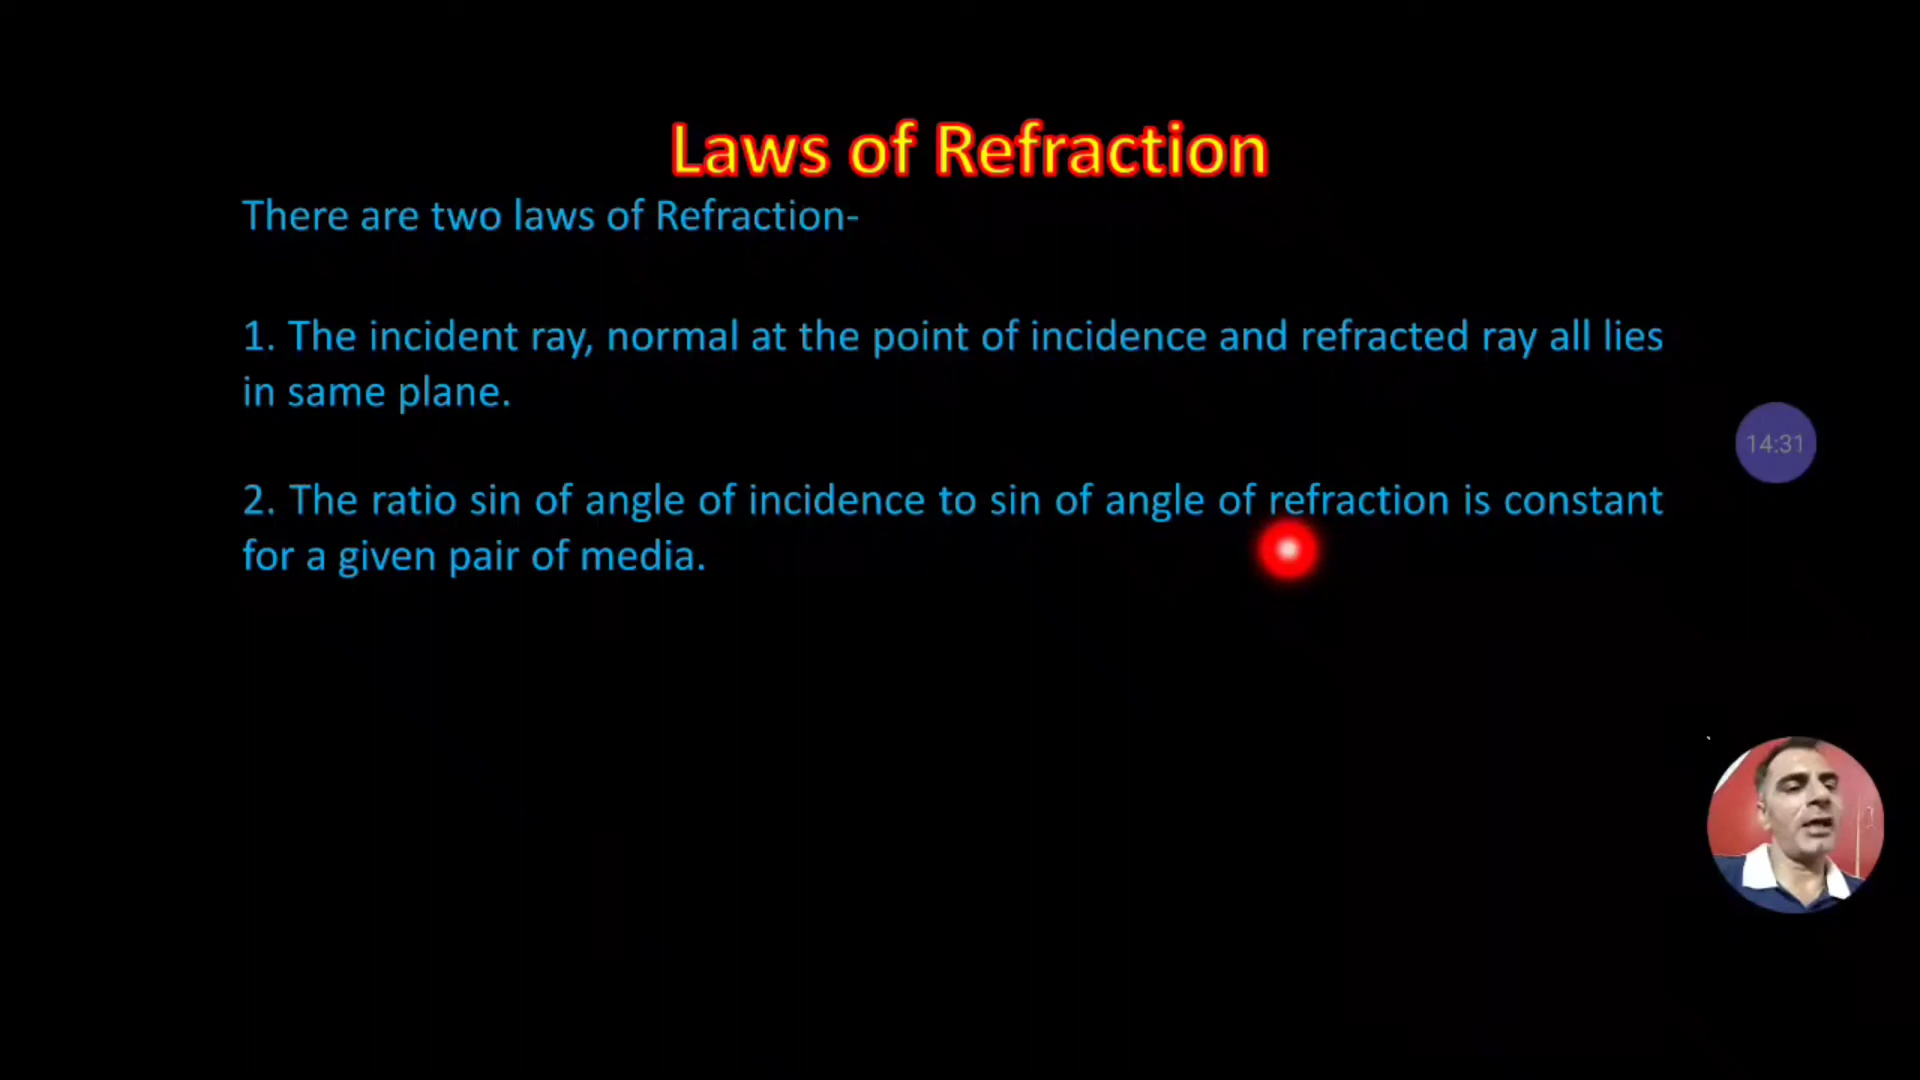 Laws of Refraction
There are two laws of Refraction-
1. The incident ray, normal at the point of incidence and refracted ray all lies
in same plane.
2. The ratio sin of angle of incidence to sin of angle of refraction is constant
for a given pair of media.
14:31